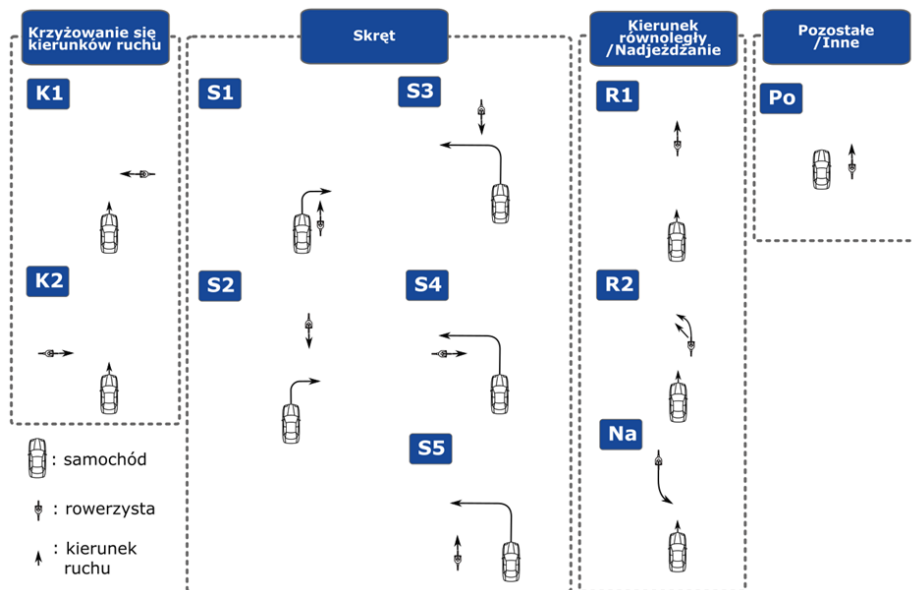 Krzyżowanie się
kierunków ruchu
Skręt
Kierunek
równoległy
/Nadjeżdżanie
Pozostałe
/Inne
K1
S1
S3
R1
Po
K2
S2
S4
R2
S5
Na
: samochód
: rowerzysta
: kierunek
ruchu